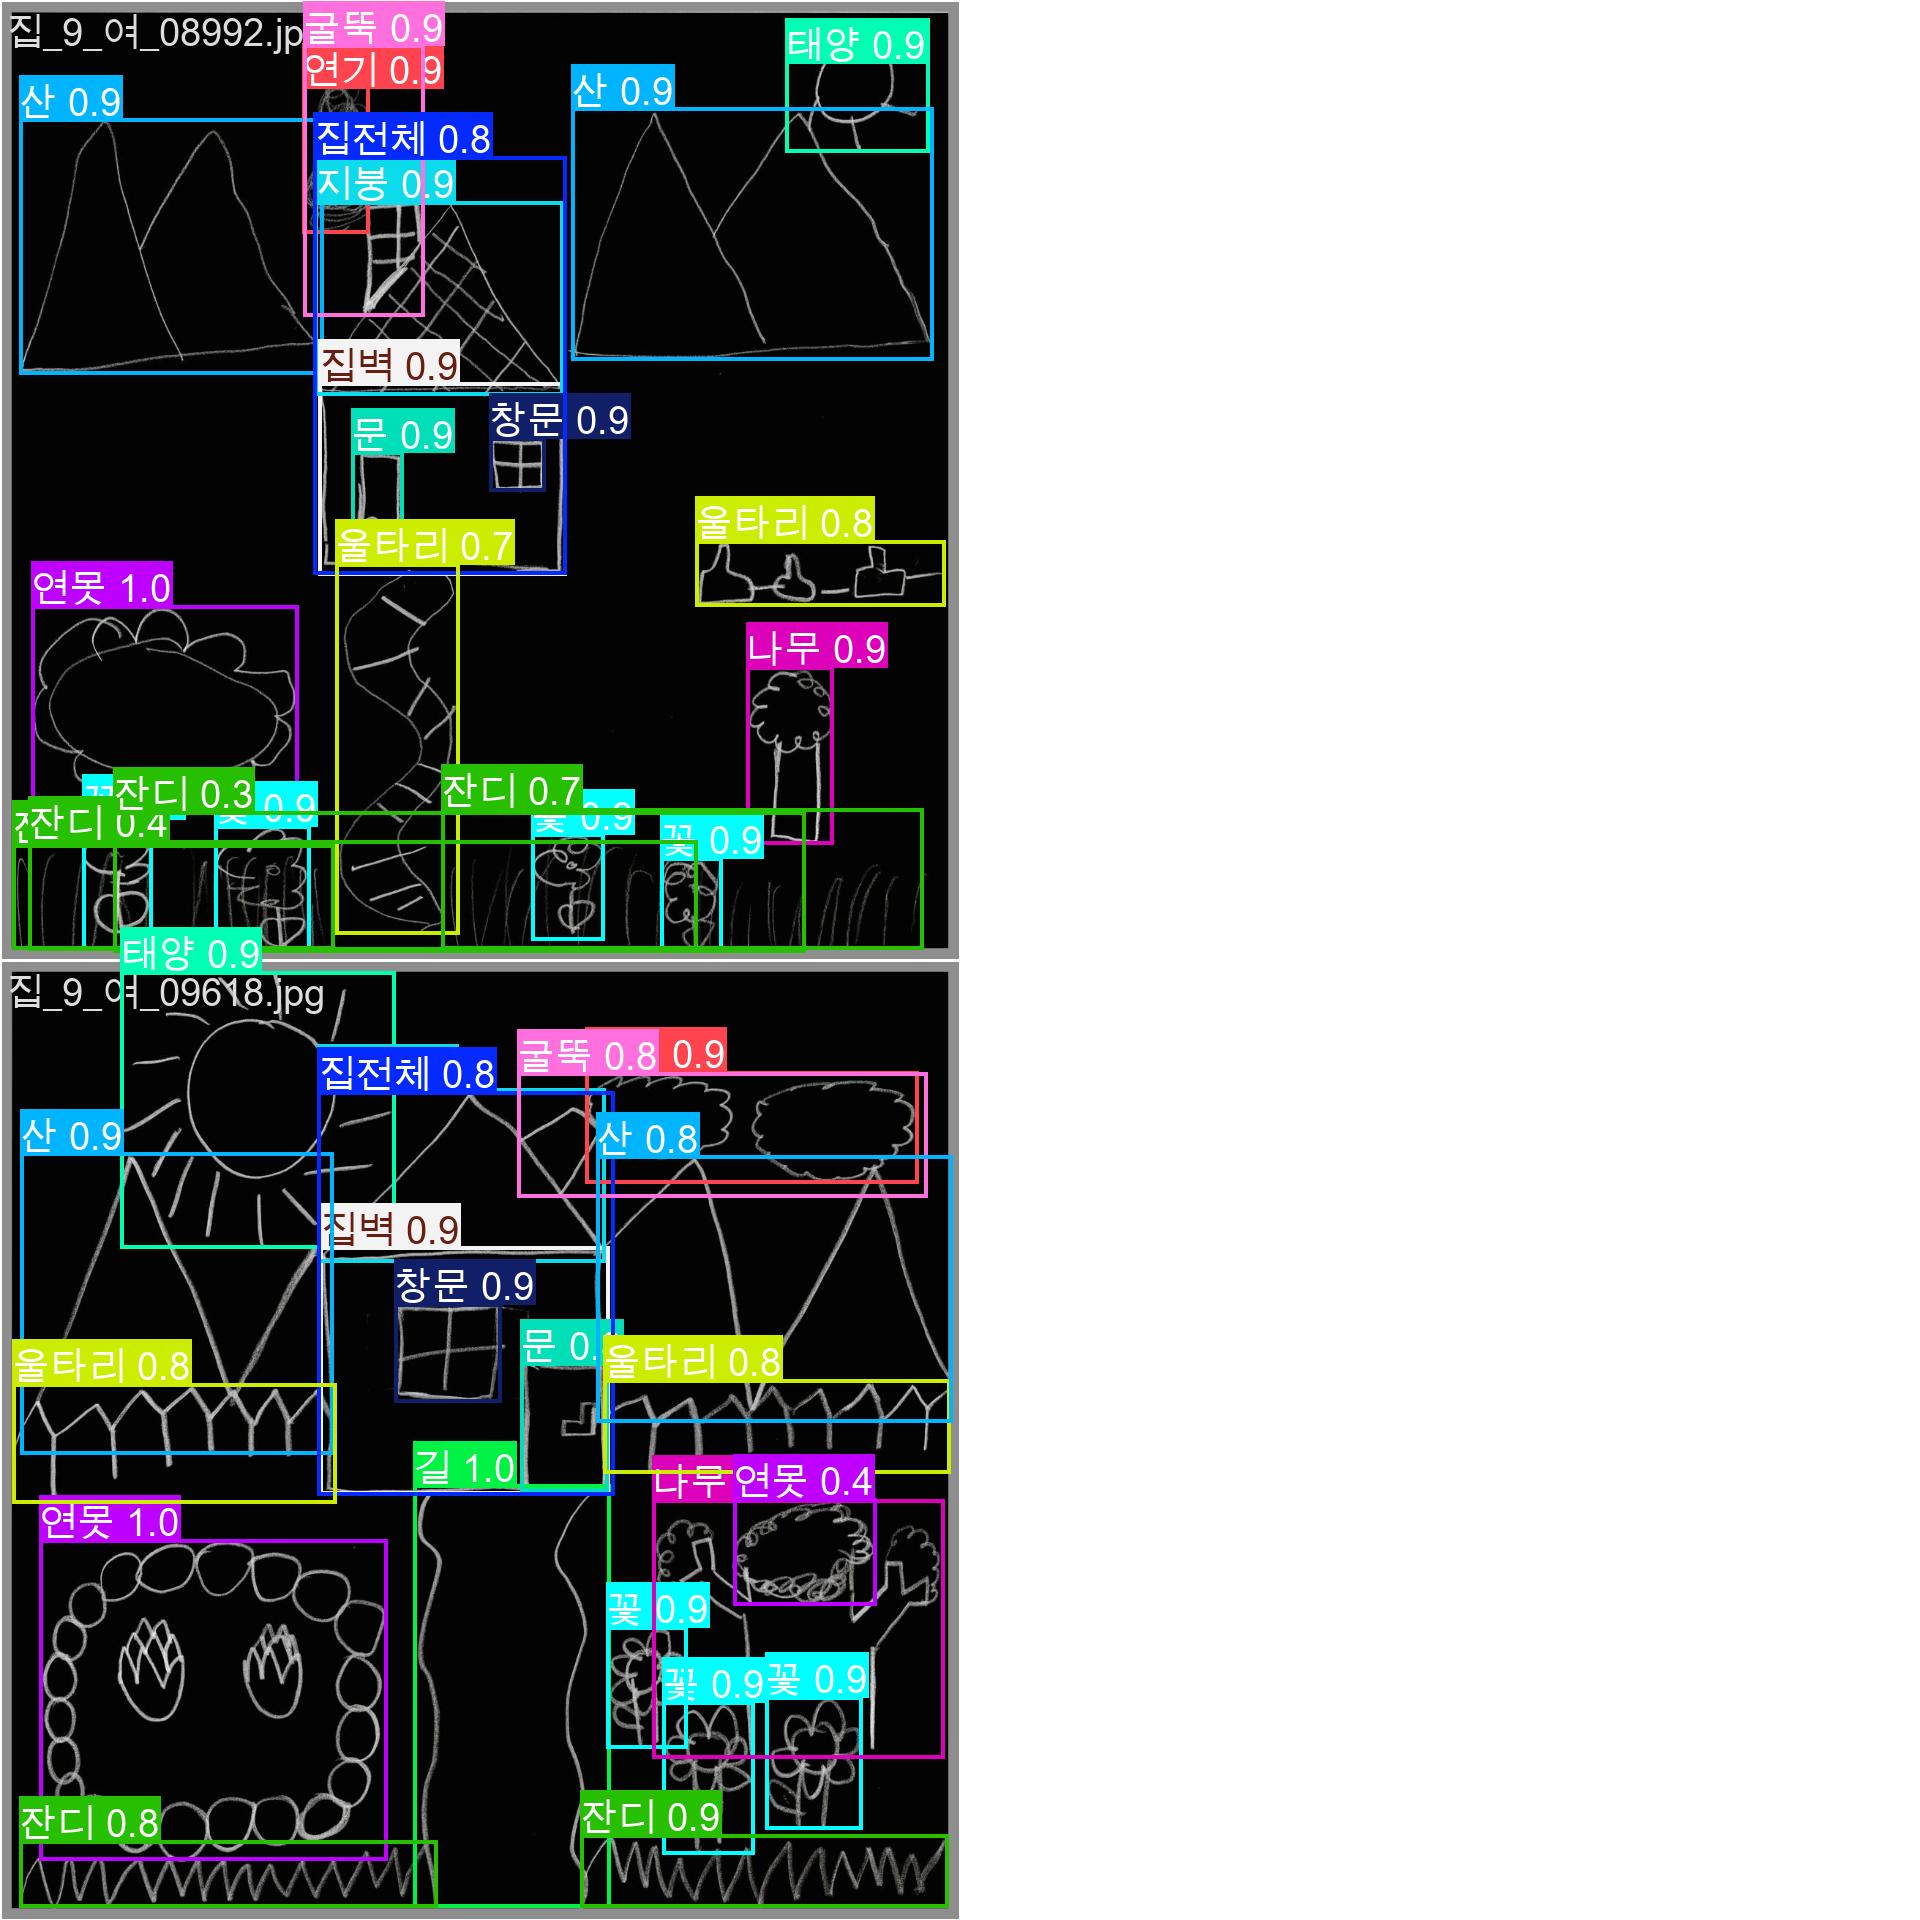 집_9_여_08992.jp
굴뚝 0.9
태양 0.9
연기 0.9
산 0.9
산 0.9
집전체 0.8
지붕 0.9
집벽 0.9
창문 0.9
문 0.9
울타리 0.8
울타리 0.7
연못 1.0
나무 0.9
잔디 0.7
잔디 0.3
0.9
꽃 0.9
잔디 0.4
꽃 0.9
태양 0.9
집_9_여_09618.jpg
굴뚝 0.8
0.9
집전체 0.8
산 0.9
산 0.8
집벽 0.9
창문 0.9
문 0.
울타리 0.8
울타리 0.8
길 1.0
나무
연못 0.4
연못 1.0
꽃 0.9
꽃 0.9
꽃 0.9
잔디 0.9
잔디 0.8